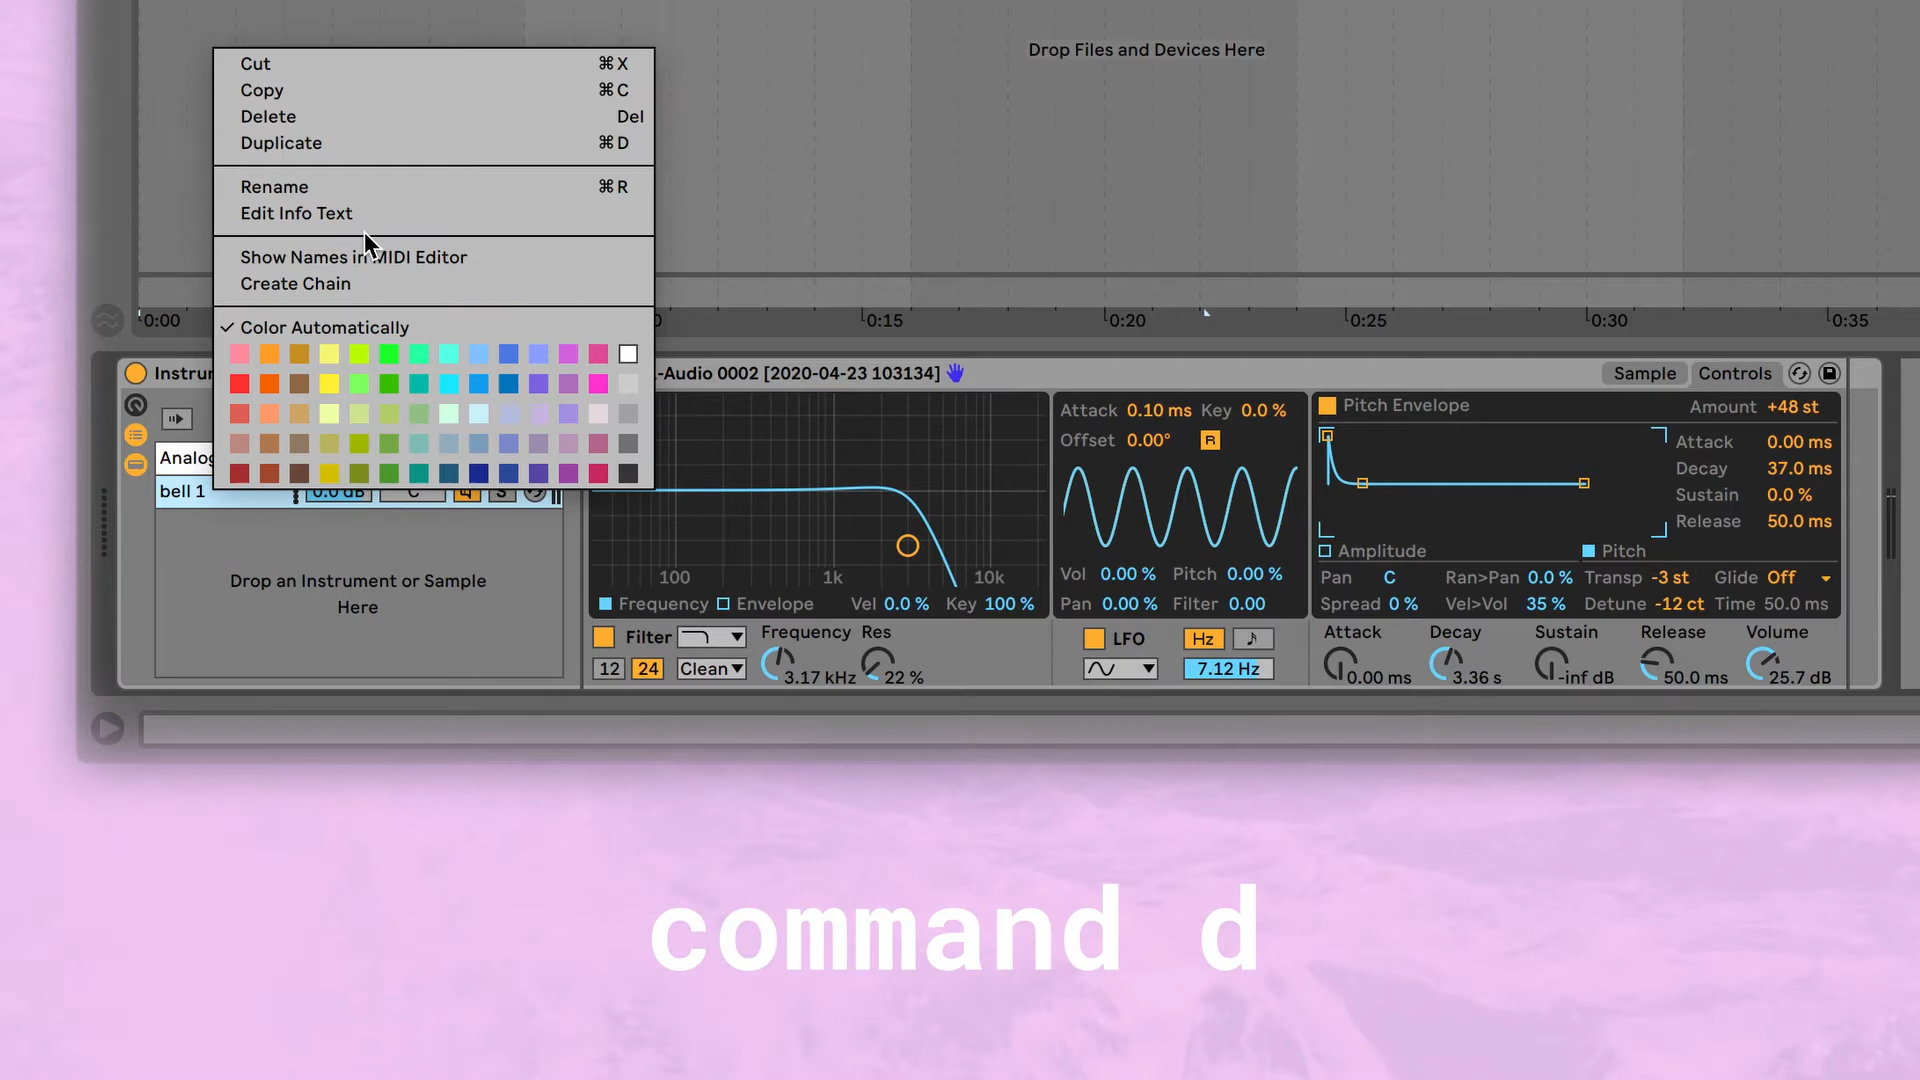 Drop Files and Devices Here
Cut ⌘ X
Copy ⌘ C
Delete Del
Duplicate ⌘ D
Rename ⌘ R
Edit Info Text
Show Names in MIDI Editor
Create Chain
✓ Color Automatically
0:00 0:15 0:20 0:25 0:30 0:35
-Audio 0002 [2020-04-23 103134] Sample Controls
bell 1 0.0 dB C S
Drop an Instrument or Sample
Here
100 1k 10k
Frequency Envelope Vel 0.0 % Key 100 %
Filter Frequency Res
12 24 Clean 3.17 kHz 22 %
Attack 0.10 ms Key 0.0 %
Offset 0.00° R
Vol 0.00 % Pitch 0.00 %
Pan 0.00 % Filter 0.00
LFO Hz ♪
7.12 Hz
Pitch Envelope Amount +48 st
Attack 0.00 ms
Decay 37.0 ms
Sustain 0.0 %
Release 50.0 ms
Amplitude Pitch
Pan C Ran>Pan 0.0 % Transp -3 st Glide Off
Spread 0 % Vel>Vol 35 % Detune -12 ct Time 50.0 ms
Attack Decay Sustain Release Volume
0.00 ms 3.36 s -inf dB 50.0 ms 25.7 dB
command d